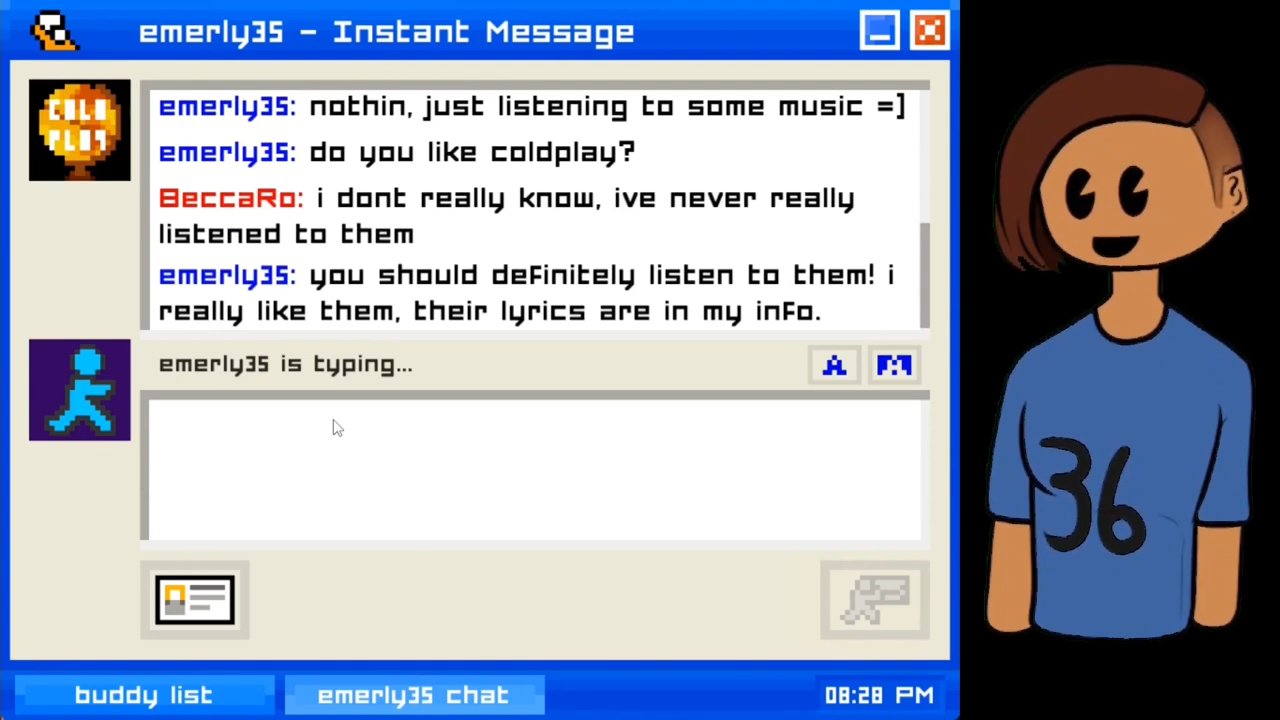 emerly35 - Instant Message
COLD
PLAY
emerly35: nothin, just listening to some music =]
emerly35: do you like coldplay?
BeccaRo: i dont really know, ive never really
listened to them
emerly35: you should definitely listen to them! i
really like them, their lyrics are in my info.
emerly35 is typing...
A
36
buddy list
emerly35 chat
08:28 PM